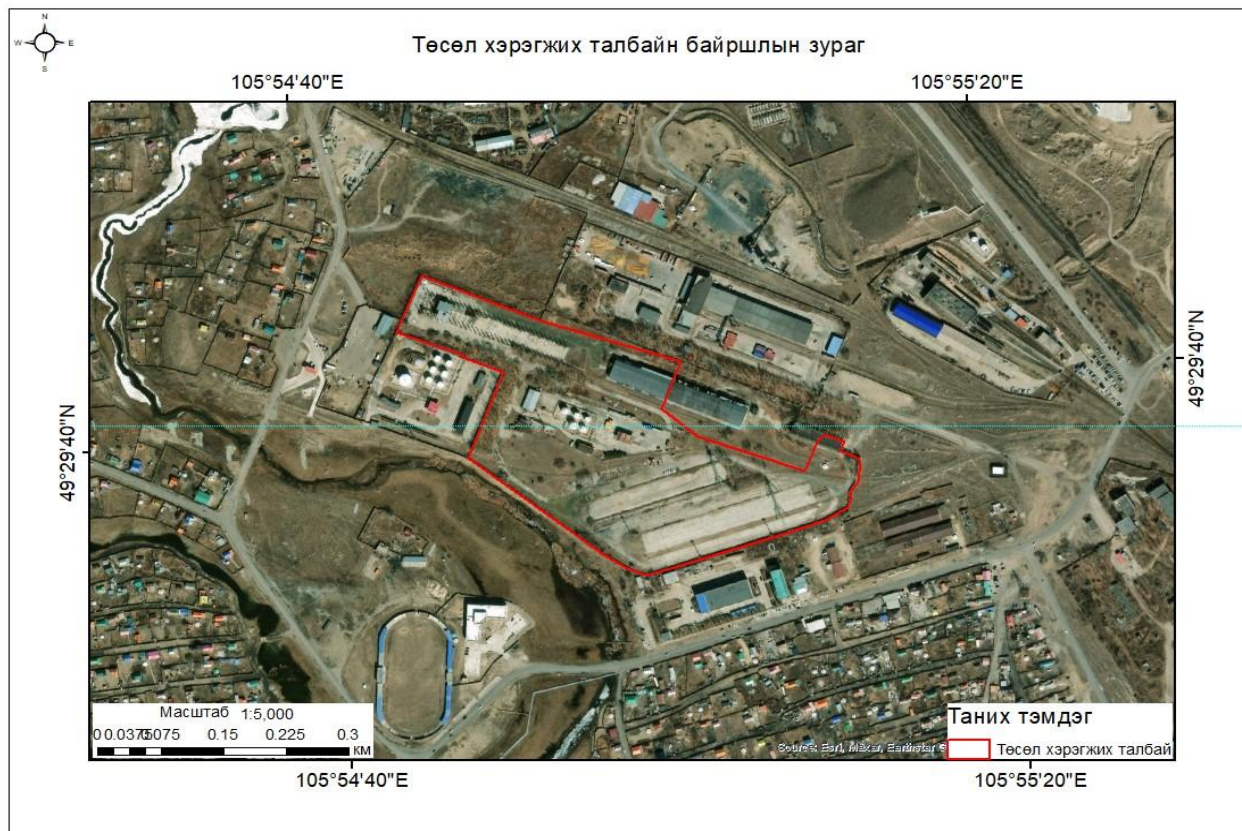 N
W E
S
Төсөл хэрэгжих талбайн байршлын зураг
105°54'40"E 105°55'20"E
49°29'40"N
49°29'40"N
Масштаб 1:5,000
0 0.0375 0.075 0.15 0.225 0.3
КМ
Таних тэмдэг
Төсөл хэрэгжих талбай
Source: Esri, Maxar, Earthstar
105°54'40"E 105°55'20"E